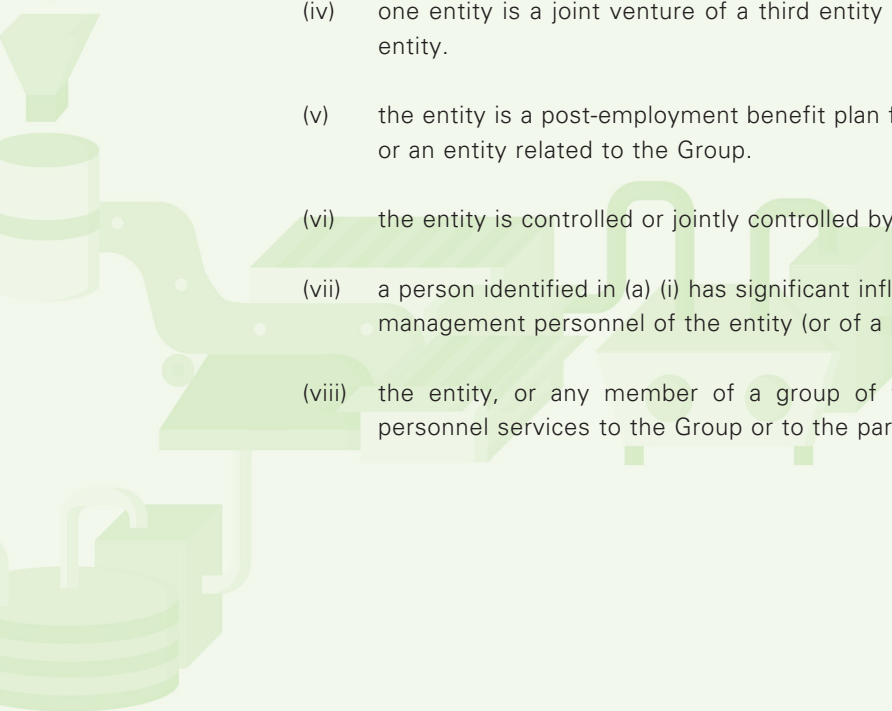 (iv) one entity is a joint venture of a third entity
entity.
(v) the entity is a post-employment benefit plan
or an entity related to the Group.
(vi) the entity is controlled or jointly controlled by
(vii) a person identified in (a) (i) has significant
management personnel of the entity (or of a
(viii) the entity, or any member of a group of
personnel services to the Group or to the